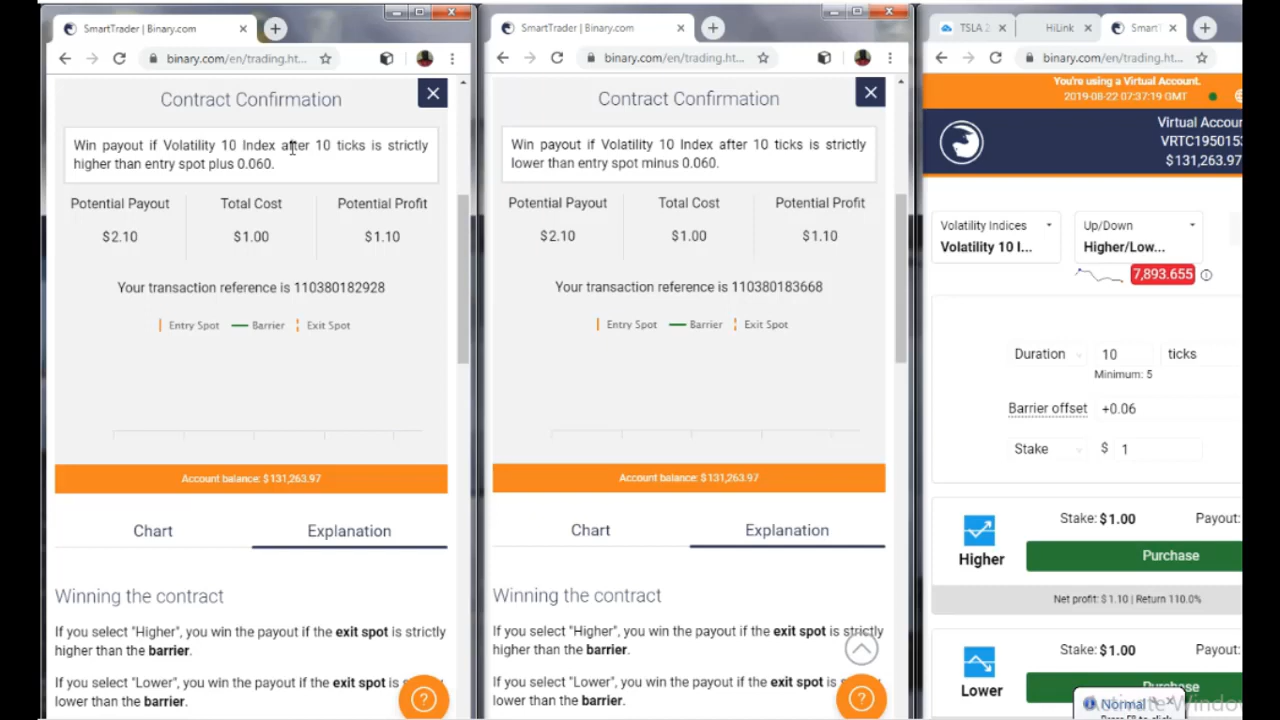 SmartTrader | Binary.com
binary.com/en/trading.ht...
Contract Confirmation
Win payout if Volatility 10 Index after 10 ticks is strictly
higher than entry spot plus 0.060.
Potential Payout
Total Cost
Potential Profit
$2.10
$1.00
$1.10
Your transaction reference is 110380182928
Entry Spot
Barrier
Exit Spot
Account balance: $131,263.97
Chart
Explanation
Winning the contract
If you select "Higher", you win the payout if the exit spot is strictly
higher than the barrier.
If you select "Lower", you win the payout if the exit spot is strictly
lower than the barrier.
SmartTrader | Binary.com
binary.com/en/trading.ht...
Contract Confirmation
Win payout if Volatility 10 Index after 10 ticks is strictly
lower than entry spot minus 0.060.
Potential Payout
Total Cost
Potential Profit
$2.10
$1.00
$1.10
Your transaction reference is 110380183668
Entry Spot
Barrier
Exit Spot
Account balance: $131,263.97
Chart
Explanation
Winning the contract
If you select "Higher", you win the payout if the exit spot is strictly
higher than the barrier.
If you select "Lower", you win the payout if the exit spot is
lower than the barrier.
TSLA
HiLink
Smart
binary.com/en/trading.ht...
You're using a Virtual Account.
2019-08-22 07:37:19 GMT
Virtual Accour
VRTC1950153
$131,263.97
Volatility Indices
Volatility 10 I...
Up/Down
Higher/Low...
7,893.655
Duration
10
ticks
Minimum: 5
Barrier offset
+0.06
Stake
$
1
Higher
Stake: $1.00
Payout:
Purchase
Net profit: $1.10 | Return 110.0%
Lower
Stake: $1.00
Payout:
Purchase
Normal
Activate Windo